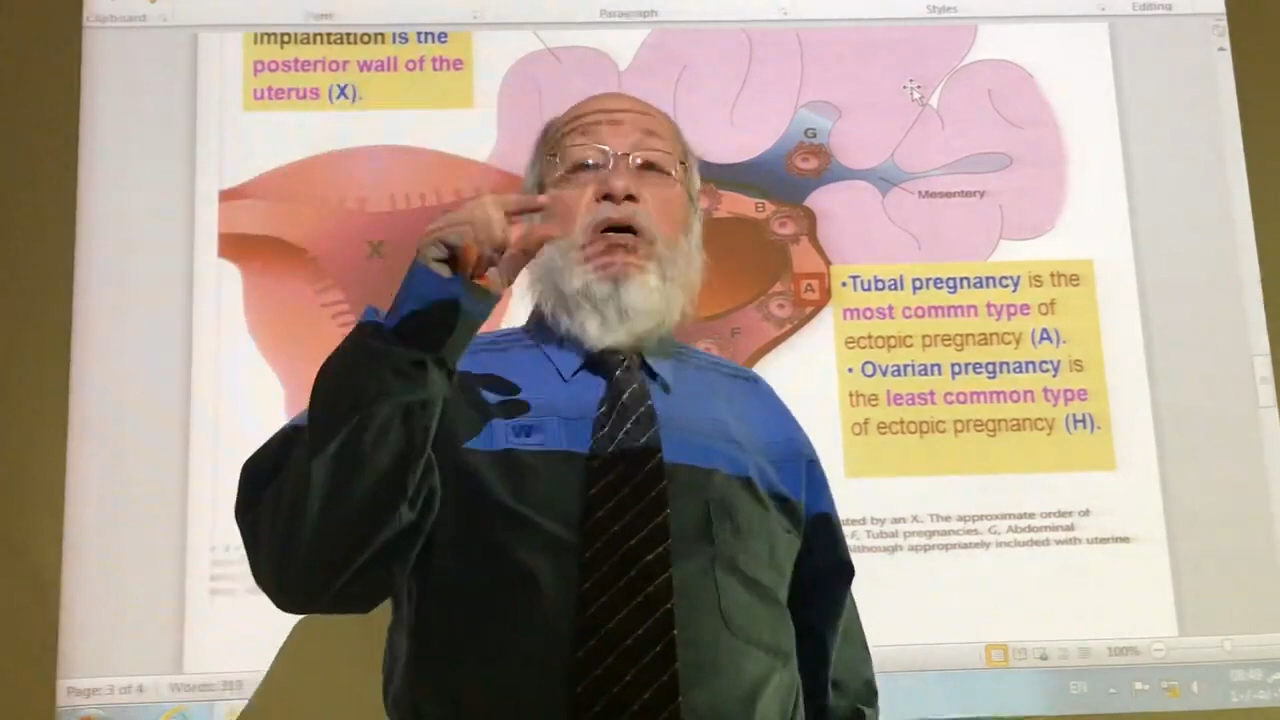 Clipboard
Font
Paragraph
Styles
Editing
Implantation is the
posterior wall of the
uterus (X).
G
Mesentery
B
X
A
F
•Tubal pregnancy is the
most commn type of
ectopic pregnancy (A).
• Ovarian pregnancy is
the least common type
of ectopic pregnancy (H).
W
ted by an X. The approximate order of
F, Tubal pregnancies. G, Abdominal
lthough appropriately included with uterine
100%
Page: 3 of 4
Words: 319
EN